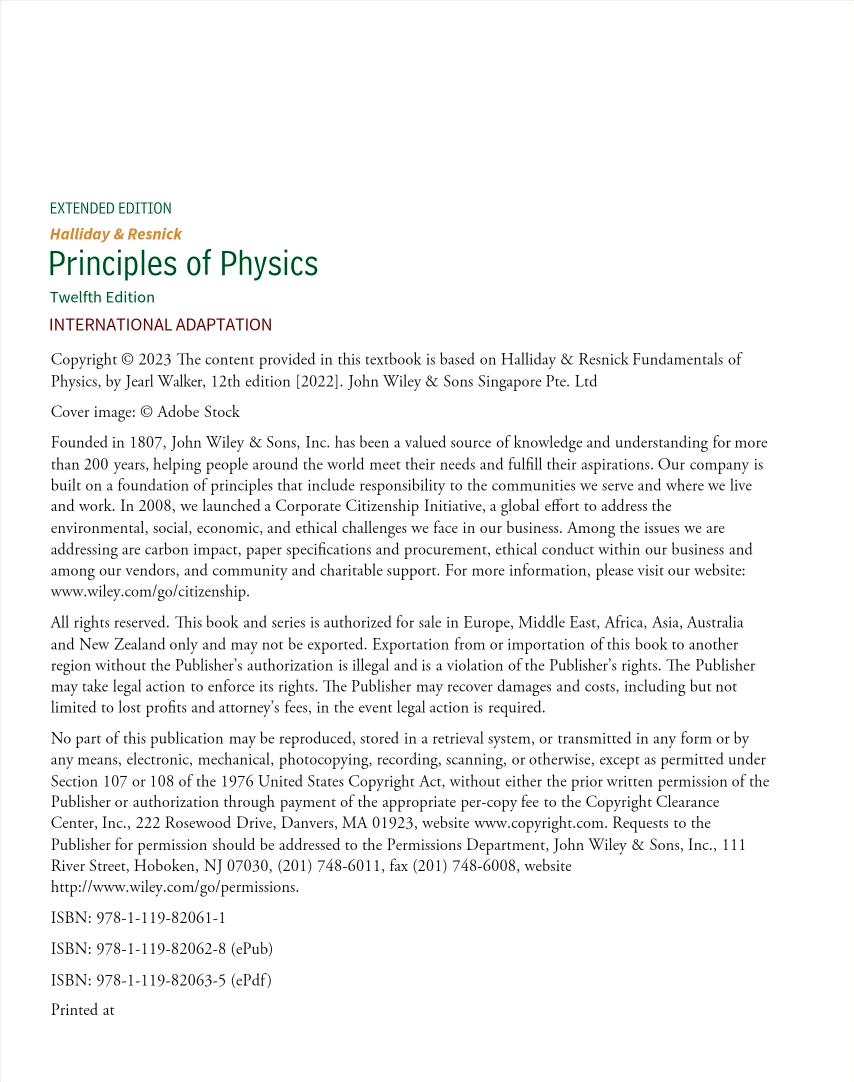 EXTENDED EDITION
Halliday & Resnick
Principles of Physics
Twelfth Edition
INTERNATIONAL ADAPTATION
Copyright © 2023 The content provided in this textbook is based on Halliday & Resnick Fundamentals of
Physics, by Jearl Walker, 12th edition [2022]. John Wiley & Sons Singapore Pte. Ltd
Cover image: © Adobe Stock
Founded in 1807, John Wiley & Sons, Inc. has been a valued source of knowledge and understanding for more
than 200 years, helping people around the world meet their needs and fulfill their aspirations. Our company is
built on a foundation of principles that include responsibility to the communities we serve and where we live
and work. In 2008, we launched a Corporate Citizenship Initiative, a global effort to address the
environmental, social, economic, and ethical challenges we face in our business. Among the issues we are
addressing are carbon impact, paper specifications and procurement, ethical conduct within our business and
among our vendors, and community and charitable support. For more information, please visit our website:
www.wiley.com/go/citizenship.
All rights reserved. This book and series is authorized for sale in Europe, Middle East, Africa, Asia, Australia
and New Zealand only and may not be exported. Exportation from or importation of this book to another
region without the Publisher's authorization is illegal and is a violation of the Publisher's rights. The Publisher
may take legal action to enforce its rights. The Publisher may recover damages and costs, including but not
limited to lost profits and attorney's fees, in the event legal action is required.
No part of this publication may be reproduced, stored in a retrieval system, or transmitted in any form or by
any means, electronic, mechanical, photocopying, recording, scanning, or otherwise, except as permitted under
Section 107 or 108 of the 1976 United States Copyright Act, without either the prior written permission of the
Publisher or authorization through payment of the appropriate per-copy fee to the Copyright Clearance
Center, Inc., 222 Rosewood Drive, Danvers, MA 01923, website www.copyright.com. Requests to the
Publisher for permission should be addressed to the Permissions Department, John Wiley & Sons, Inc., 111
River Street, Hoboken, NJ 07030, (201) 748-6011, fax (201) 748-6008, website
http://www.wiley.com/go/permissions.
ISBN: 978-1-119-82061-1
ISBN: 978-1-119-82062-8 (ePub)
ISBN: 978-1-119-82063-5 (ePdf)
Printed at